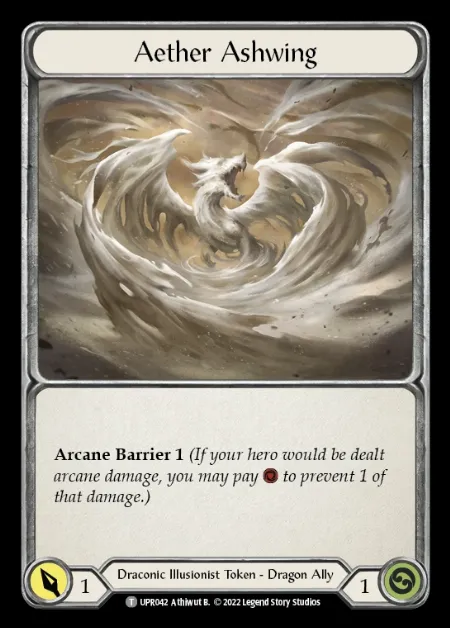 Aether Ashwing
Arcane Barrier 1 (If your hero would be dealt
arcane damage, you may pay to prevent 1 of
that damage.)
1
Draconic Illusionist Token - Dragon Ally
1
T UPR042 Athiwut B. © 2022 Legend Story Studios